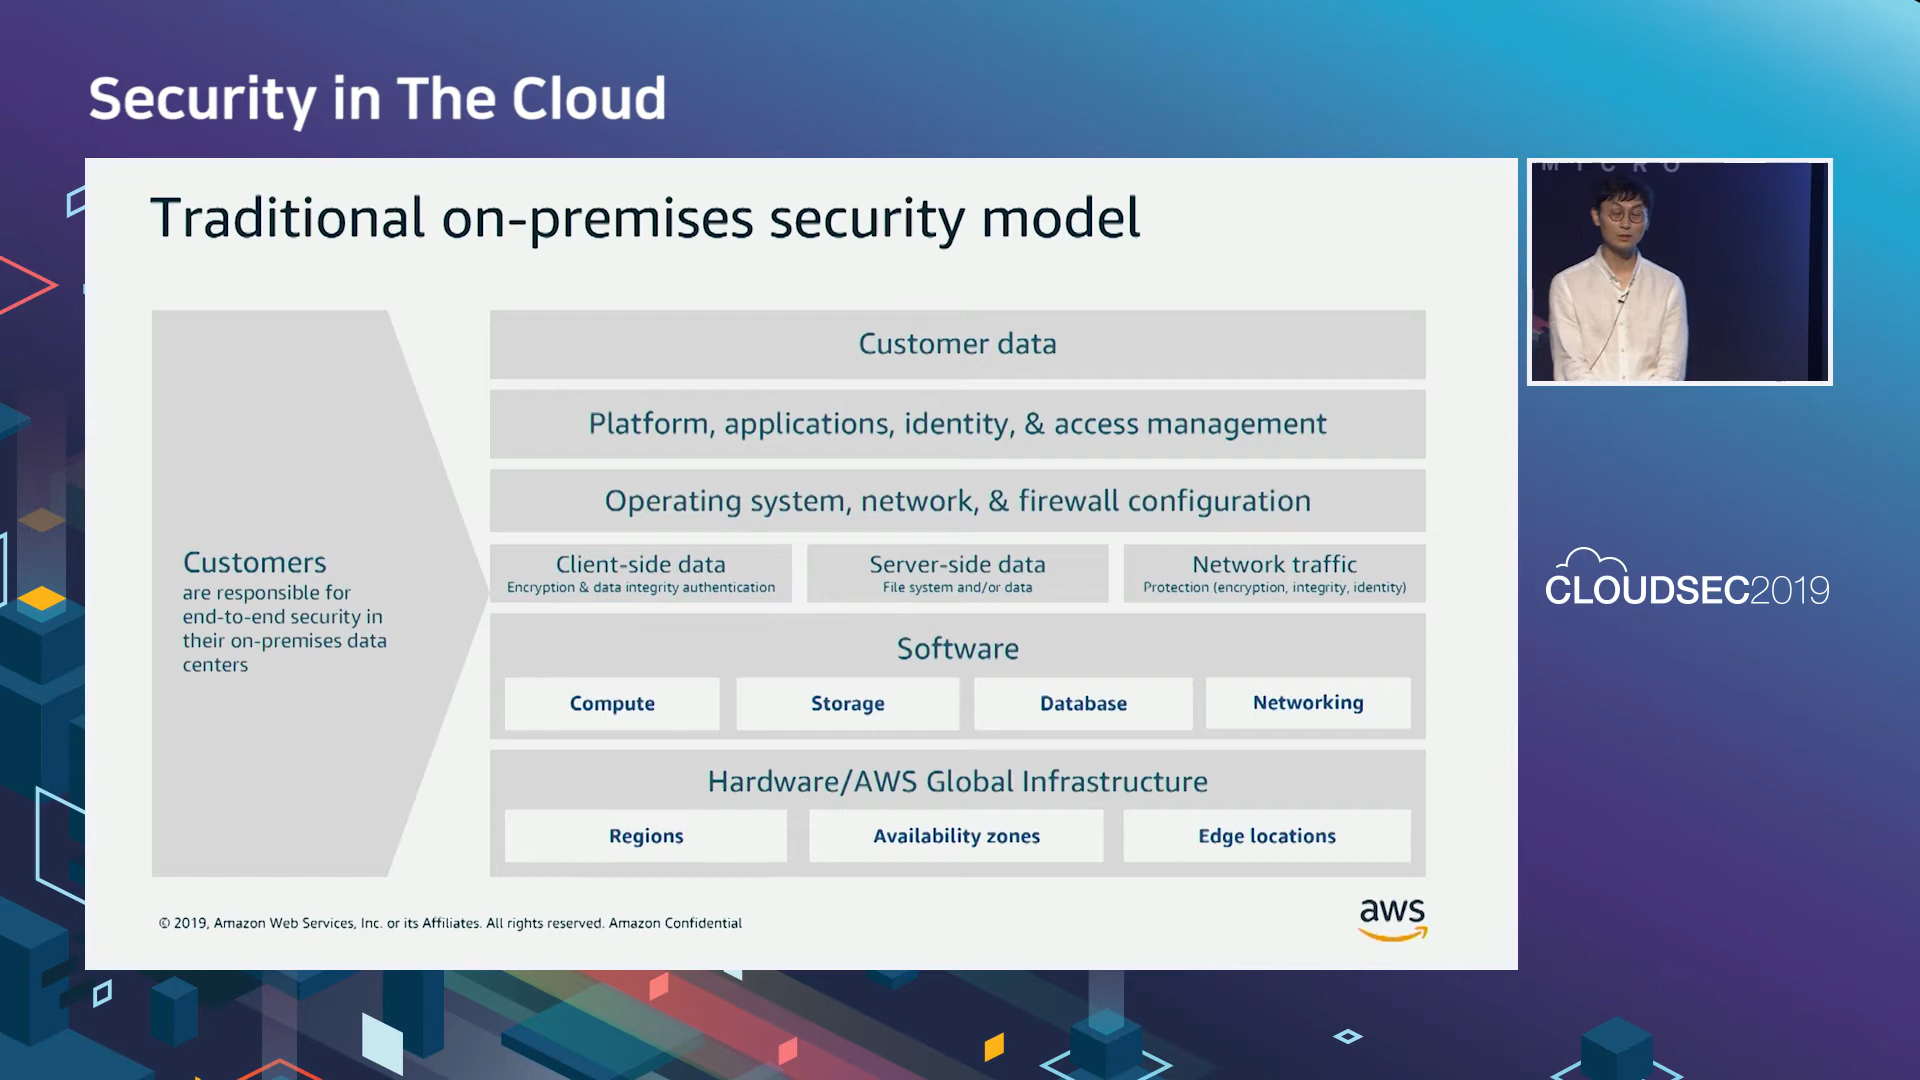 Security in The Cloud
Traditional on-premises security model
MICRO
Customers
are responsible for
end-to-end security in
their on-premises data
centers
Customer data
Platform, applications, identity, & access management
Operating system, network, & firewall configuration
Client-side data
Encryption & data integrity authentication
Server-side data
File system and/or data
Network traffic
Protection (encryption, integrity, identity)
Software
Compute
Storage
Database
Networking
Hardware/AWS Global Infrastructure
Regions
Availability zones
Edge locations
© 2019, Amazon Web Services, Inc. or its Affiliates. All rights reserved. Amazon Confidential
aws
CLOUDSEC2019